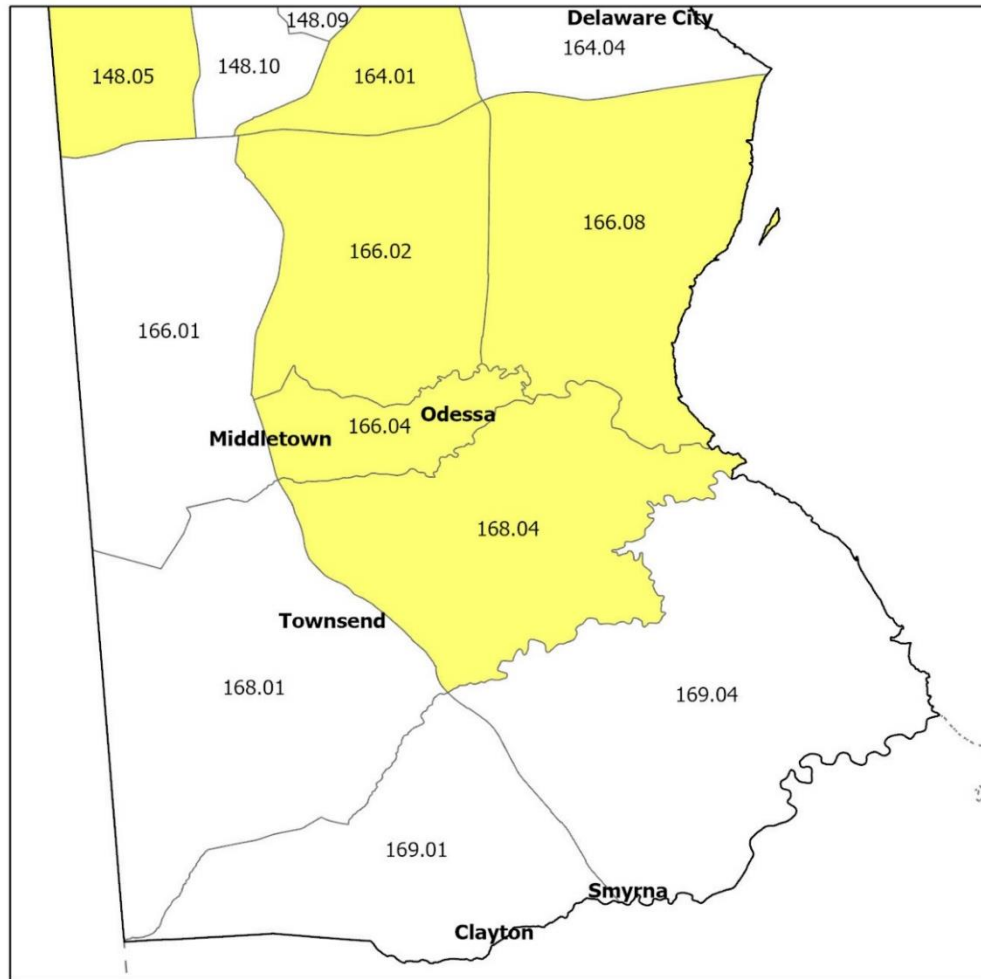 Delaware City
148.09
164.04
148.10
148.05
164.01
166.08
166.02
166.01
Odessa
166.04
Middletown
168.04
Townsend
168.01
169.04
169.01
Smyrna
Clayton